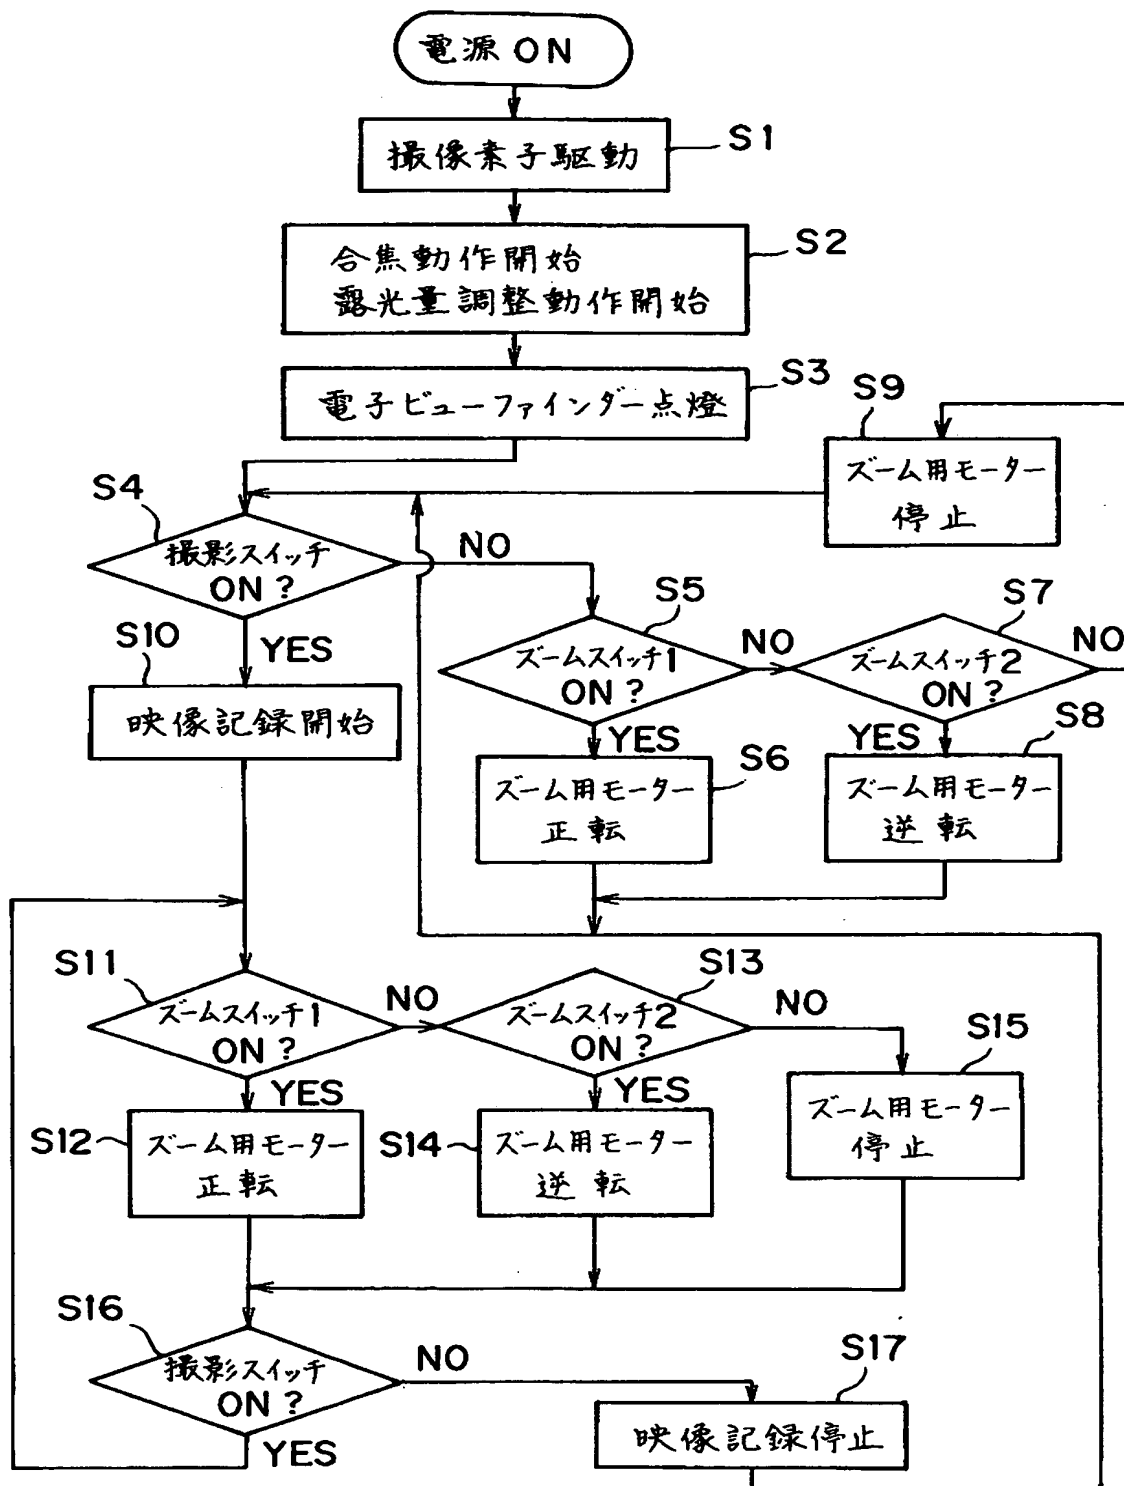 電源 ON
撮像素子駆動
S1
合焦動作開始
露光量調整動作開始
S2
電子ビューファインダー点燈
S3
S9
ズーム用モーター
停止
S4
撮影スイッチ
ON?
NO
YES
S5
ズームスイッチ1
ON?
NO
YES
S7
ズームスイッチ2
ON?
NO
YES
S10
映像記録開始
S6
ズーム用モーター
正転
S8
ズーム用モーター
逆転
S11
ズームスイッチ1
ON?
NO
YES
S13
ズームスイッチ2
ON?
NO
YES
S12
ズーム用モーター
正転
S14
ズーム用モーター
逆転
S15
ズーム用モーター
停止
S16
撮影スイッチ
ON?
NO
YES
S17
映像記録停止